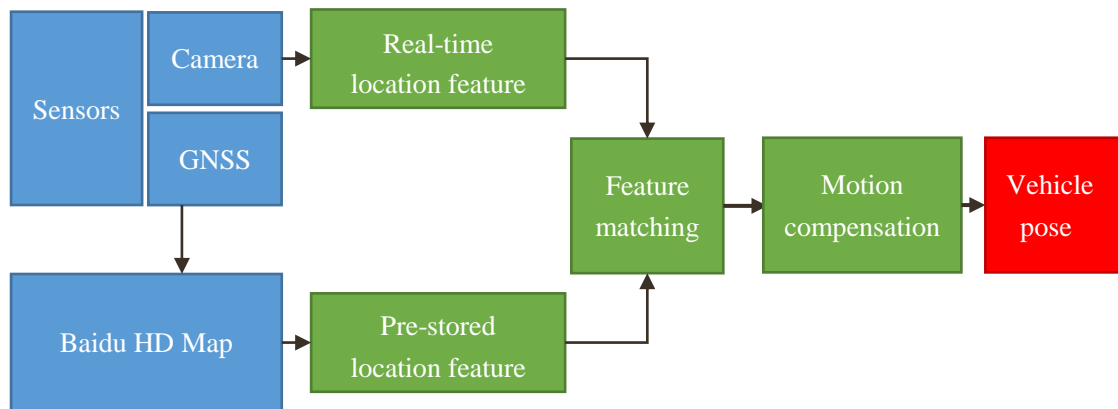 Sensors
Camera
GNSS
Real-time
location feature
Baidu HD Map
Pre-stored
location feature
Feature
matching
Motion
compensation
Vehicle
pose